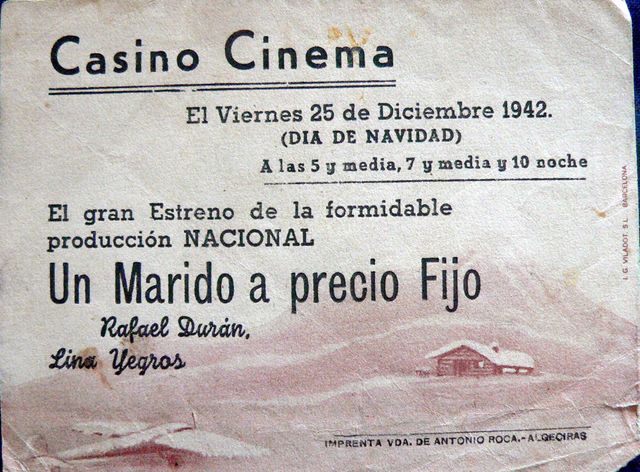 Casino Cinema
El Viernes 25 de Diciembre 1942.
(DIA DE NAVIDAD)
A las 5 y media, 7 y media y 10 noche
El gran Estreno de la formidable
producción NACIONAL
Un Marido a precio Fijo
Rafael Durán,
Lina Yegros
IMPRENTA VDA. DE ANTONIO ROCA.-ALGECIRAS
I. G. VILADOT, S L. BARCELONA